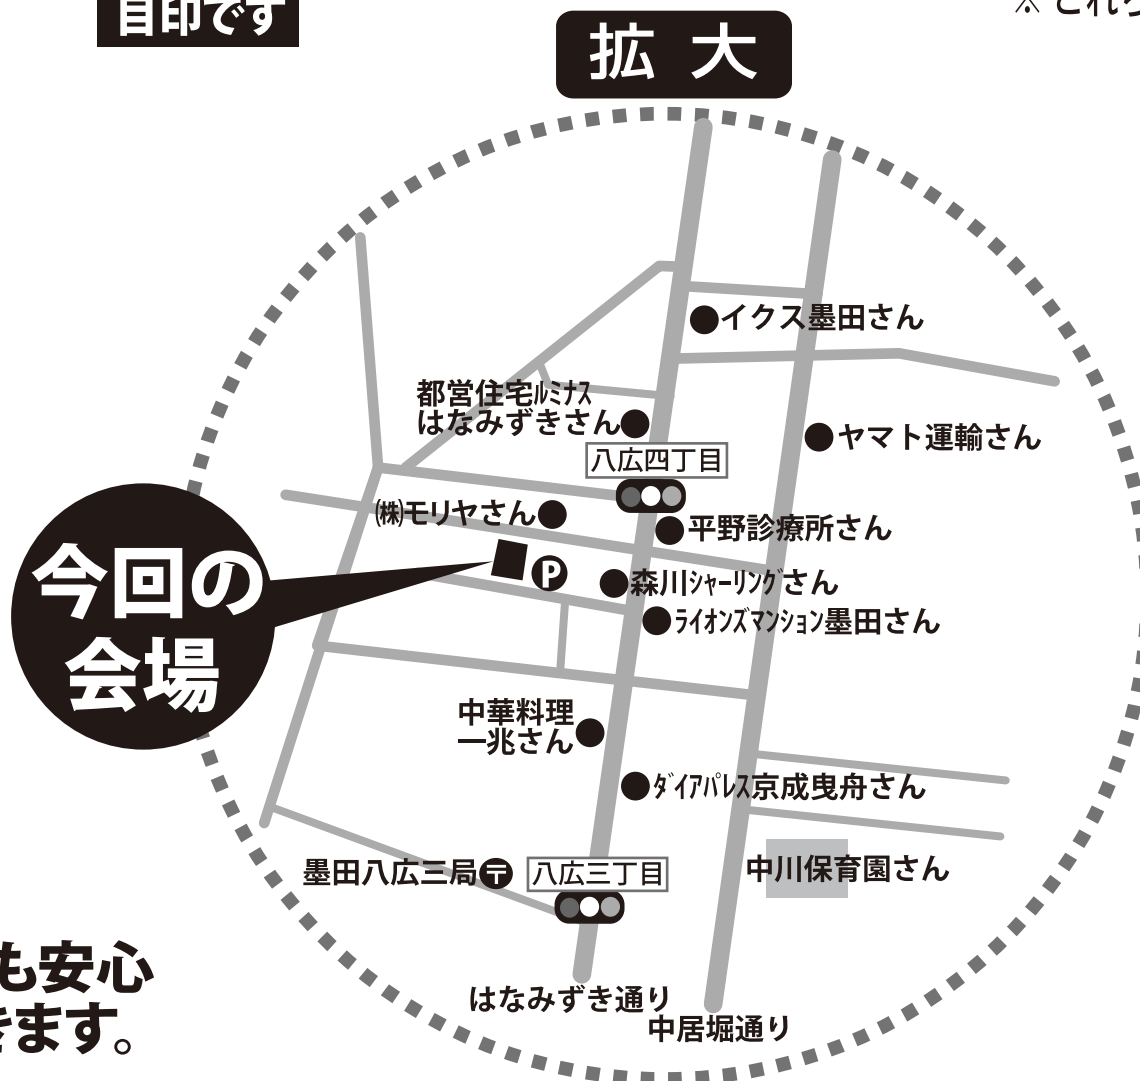 目印です
※これら
拡大
イクス墨田さん
都営住宅ﾙﾐﾅｽ
はなみずきさん
ヤマト運輸さん
八広四丁目
㈱モリヤさん
平野診療所さん
P
今回の
会場
森川ｼｬｰﾘﾝｸﾞさん
ﾗｲｵﾝｽﾞﾏﾝｼｮﾝ墨田さん
中華料理
一兆さん
ﾀﾞｲｱﾊﾟﾚｽ京成曳舟さん
中川保育園さん
墨田八広三局〒
八広三丁目
も安心
きます。
はなみずき通り
中居堀通り